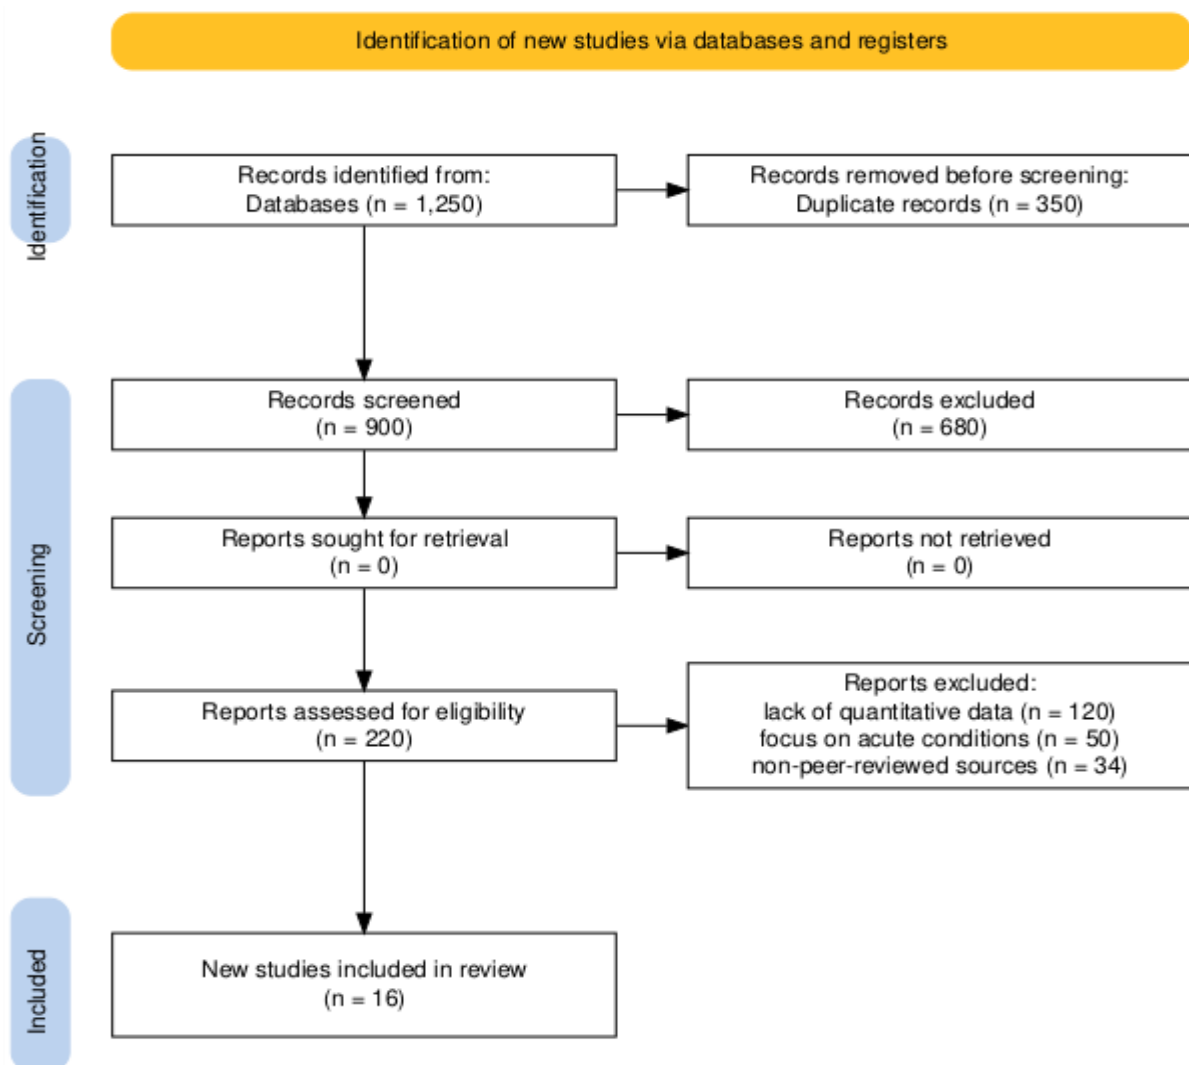 Identification of new studies via databases and registers
Identification
Records identified from:
Databases (n = 1,250)
Records removed before screening:
Duplicate records (n = 350)
Screening
Records screened
(n = 900)
Records excluded
(n = 680)
Reports sought for retrieval
(n = 0)
Reports not retrieved
(n = 0)
Reports assessed for eligibility
(n = 220)
Reports excluded:
lack of quantitative data (n = 120)
focus on acute conditions (n = 50)
non-peer-reviewed sources (n = 34)
Included
New studies included in review
(n = 16)